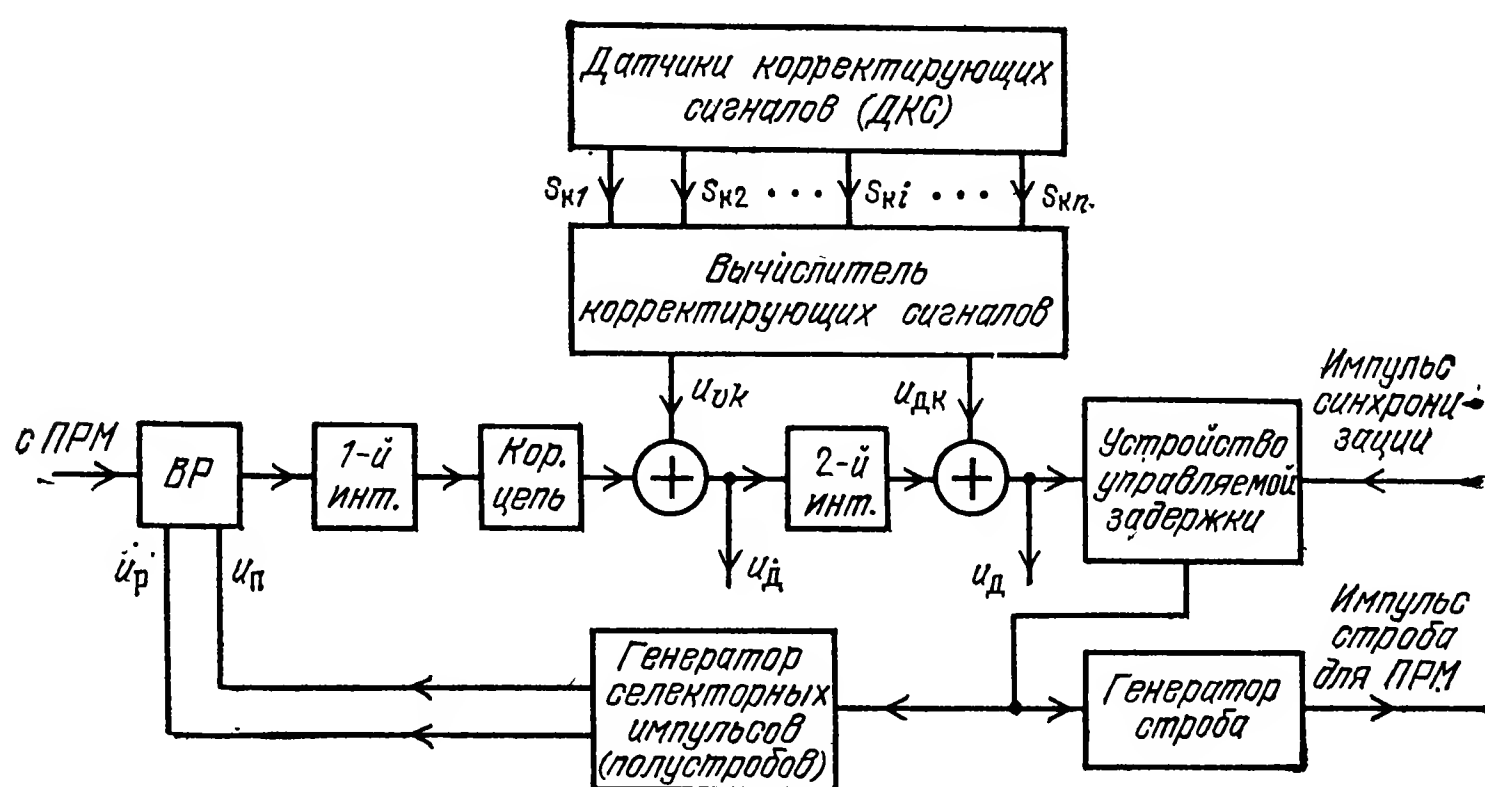 Датчики корректирующих
сигналов (ДКС)
Sк1
Sк2 . . .
Sкi . . .
Sкn.
Вычислитель
корректирующих сигналов
uvk
uдк
Импульс
синхрони-
зации
с ПРМ
ВР
1-й
инт.
Кор.
цепь
+
2-й
инт.
+
Устройство
управляемой
задержки
uр
uп
uд̇
uд
Импульс
строба
для ПРМ
Генератор
селекторных
импульсов
(полустробов)
Генератор
строба